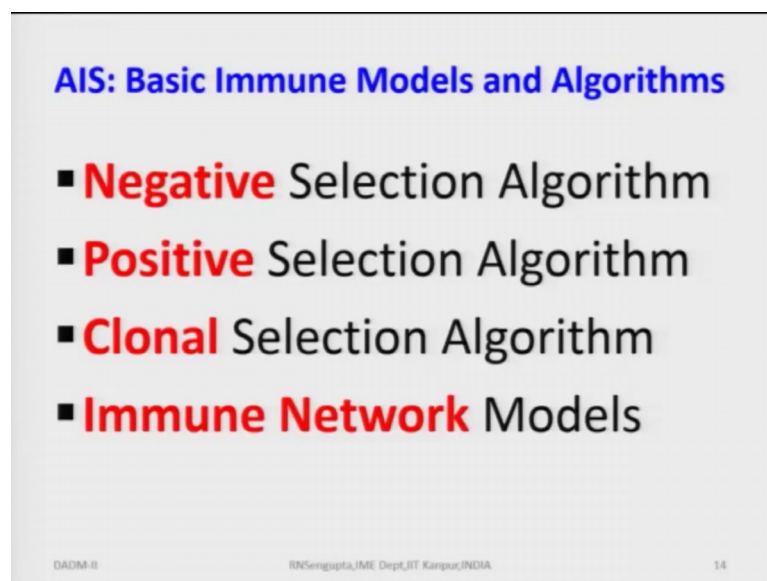 AIS: Basic Immune Models and Algorithms
▪Negative Selection Algorithm
▪Positive Selection Algorithm
▪Clonal Selection Algorithm
▪Immune Network Models
DADM-II RNSengupta,IME Dept,IIT Kanpur,INDIA 14